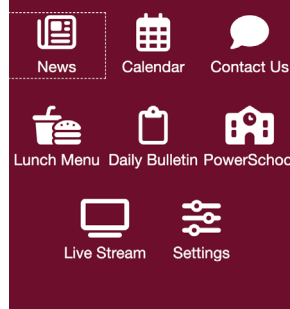 News Calendar Contact Us
Lunch Menu Daily Bulletin PowerSchoo
Live Stream Settings